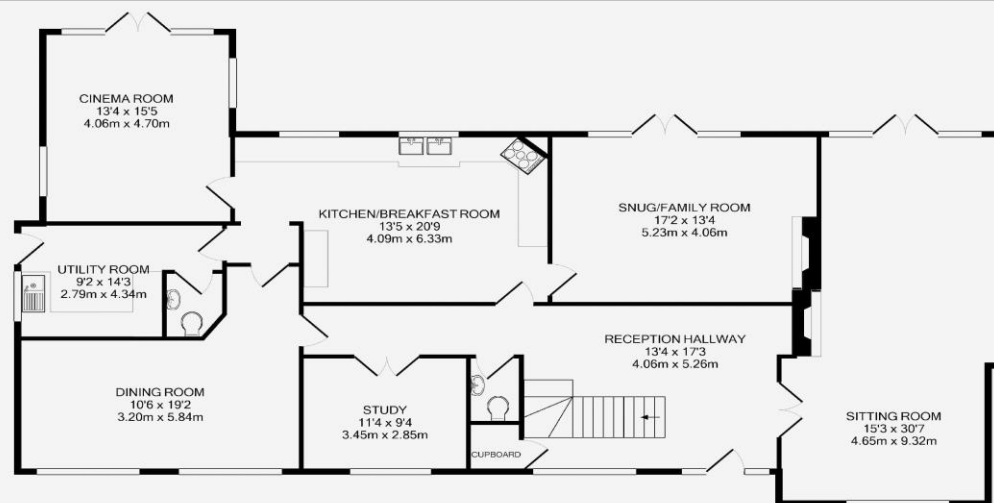 CINEMA ROOM
13'4 x 15'5
4.06m x 4.70m
KITCHEN/BREAKFAST ROOM
13'5 x 20'9
4.09m x 6.33m
SNUG/FAMILY ROOM
17'2 x 13'4
5.23m x 4.06m
UTILITY ROOM
9'2 x 14'3
2.79m x 4.34m
RECEPTION HALLWAY
13'4 x 17'3
4.06m x 5.26m
DINING ROOM
10'6 x 19'2
3.20m x 5.84m
STUDY
11'4 x 9'4
3.45m x 2.85m
CUPBOARD
SITTING ROOM
15'3 x 30'7
4.65m x 9.32m